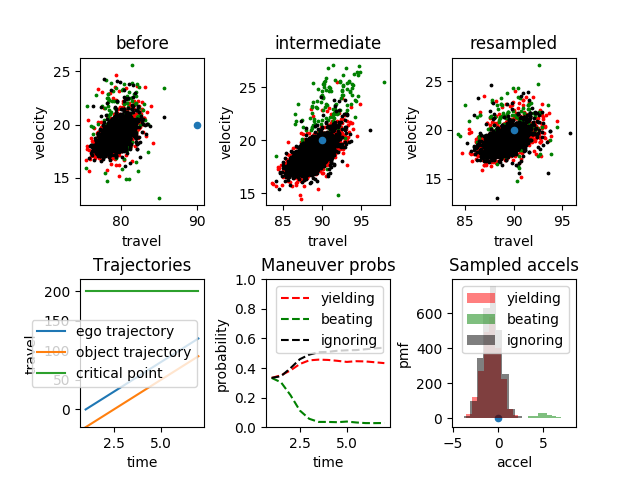 before
intermediate
resampled
velocity
25
20
15
80
90
travel
velocity
25
20
15
85
90
95
travel
velocity
25
20
15
85
90
95
travel
Trajectories
Maneuver probs
Sampled accels
travel
200
150
100
50
0
ego trajectory
object trajectory
critical point
2.5
5.0
time
probability
1.0
0.8
0.6
0.4
0.2
0.0
yielding
beating
ignoring
2.5
5.0
time
pmf
600
400
200
0
yielding
beating
ignoring
−5
0
5
accel